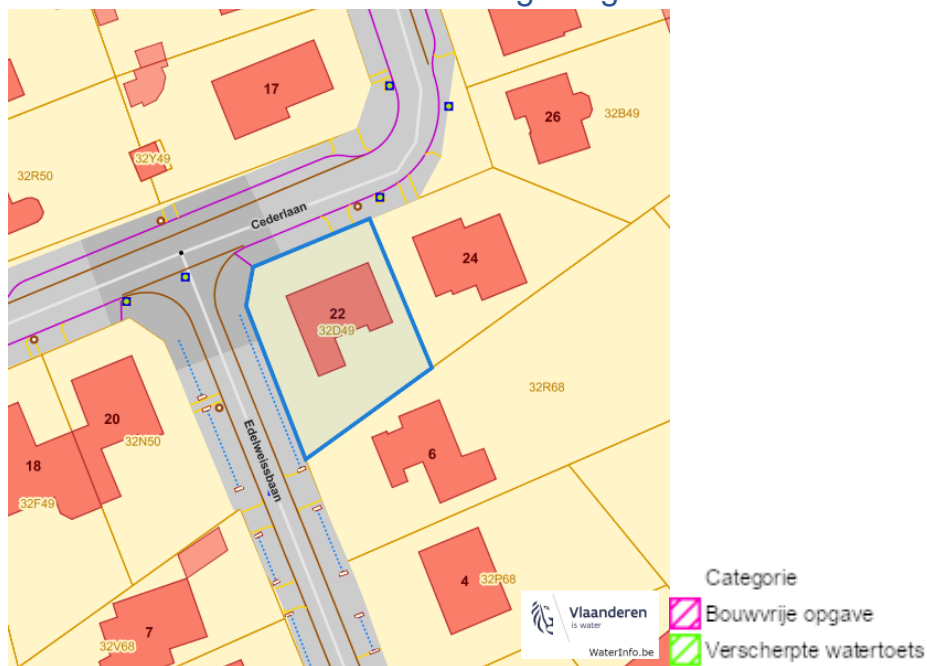 17
26
32B49
32Y49
32R50
Cederlaan
24
22
32D49
32R68
20
Edelweissbaan
32N50
6
18
32F49
4
32P68
7
32V68
Vlaanderen
is water
WaterInfo.be
Categorie
Bouwvrije opgave
Verscherpte watertoets